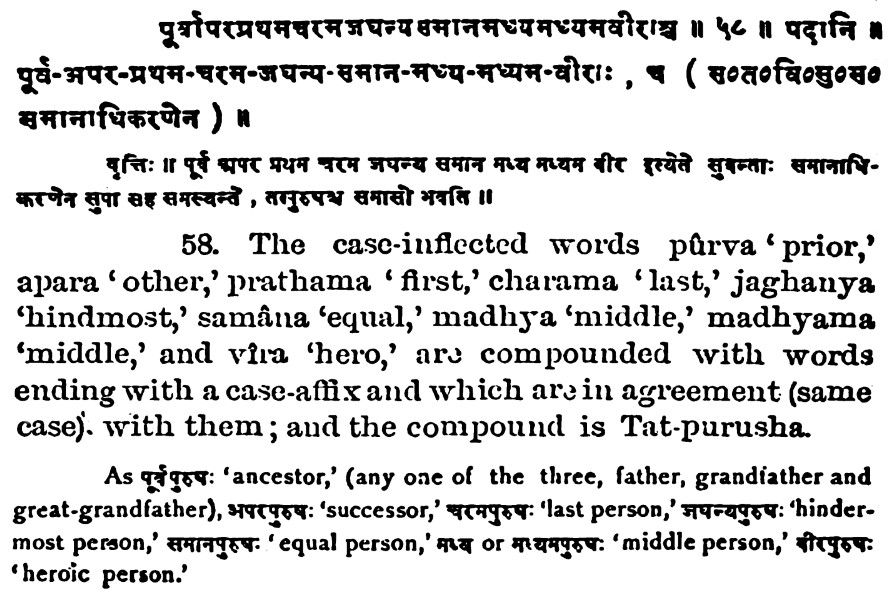 पूर्वापरप्रथमचरमजघन्यसमानमध्यमध्यमवीराश्च ॥ ५८ ॥ पदानि ॥
पूर्व-अपर-प्रथम-चरम-जघन्य-समान-मध्य-मध्यम-वीराः , च ( स०त०वि०सु०स०
समानाधिकरणेन ) ॥
वृत्तिः ॥ पूर्व अपर प्रथम चरम जघन्य समान मध्य मध्यम वीर इत्येते सुबन्ताः समानाधि-
करणेन सुपा सह समस्यन्ते , तत्पुरुषश्च समासो भवति ॥
58. The case-inflected words pûrva ‘prior,’
apara ‘other,’ prathama ‘first,’ charama ‘last,’ jaghanya
‘hindmost,’ samâna ‘equal,’ madhya ‘middle,’ madhyama
‘middle,’ and vîra ‘hero,’ are compounded with words
ending with a case-affix and which are in agreement (same
case). with them; and the compound is Tat-purusha.
As पूर्वपुरुषः ‘ancestor,’ (any one of the three, father, grandfather and
great-grandfather), अपरपुरुषः ‘successor,’ चरमपुरुषः ‘last person,’ जघन्यपुरुषः ‘hinder-
most person,’ समानपुरुषः ‘equal person,’ मध्य or मध्यमपुरुषः ‘middle person,’ वीरपुरुषः
‘heroic person.’